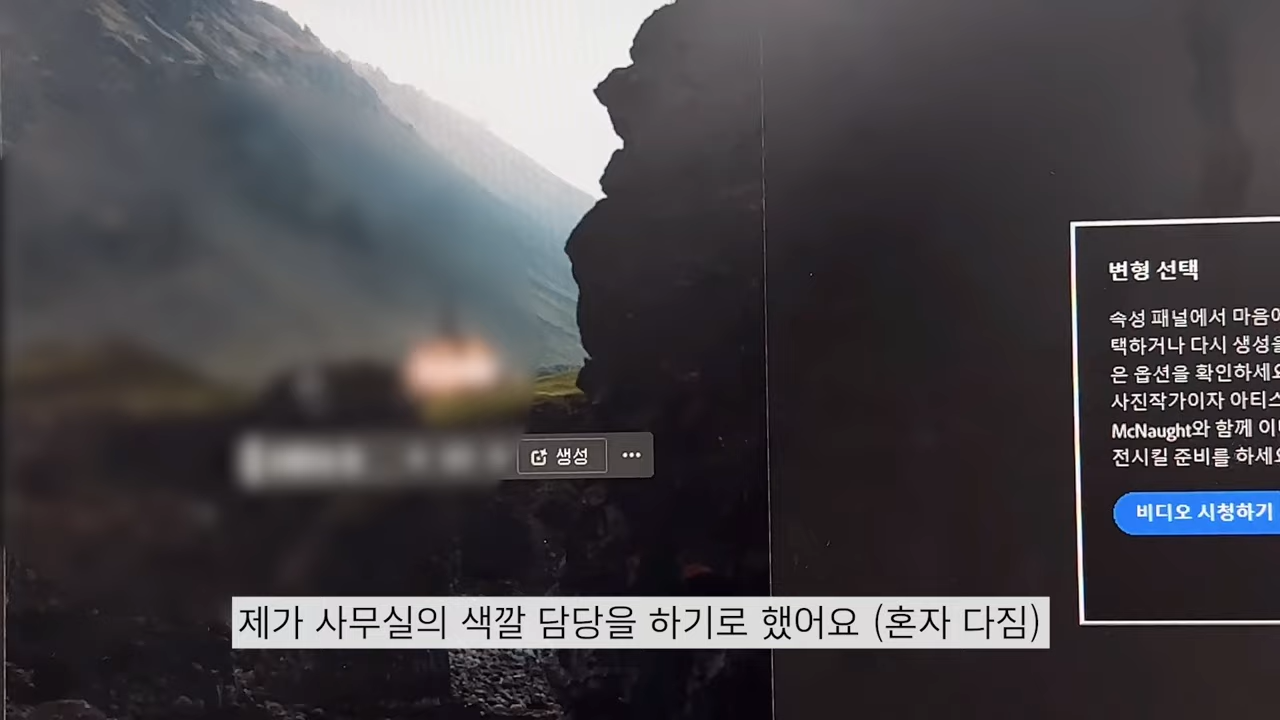 변형 선택
속성 패널에서 마음에
택하거나 다시 생성을
은 옵션을 확인하세요
사진작가이자 아티스
McNaught와 함께 이
전시킬 준비를 하세요
비디오 시청하기
생성
제가 사무실의 색깔 담당을 하기로 했어요 (혼자 다짐)